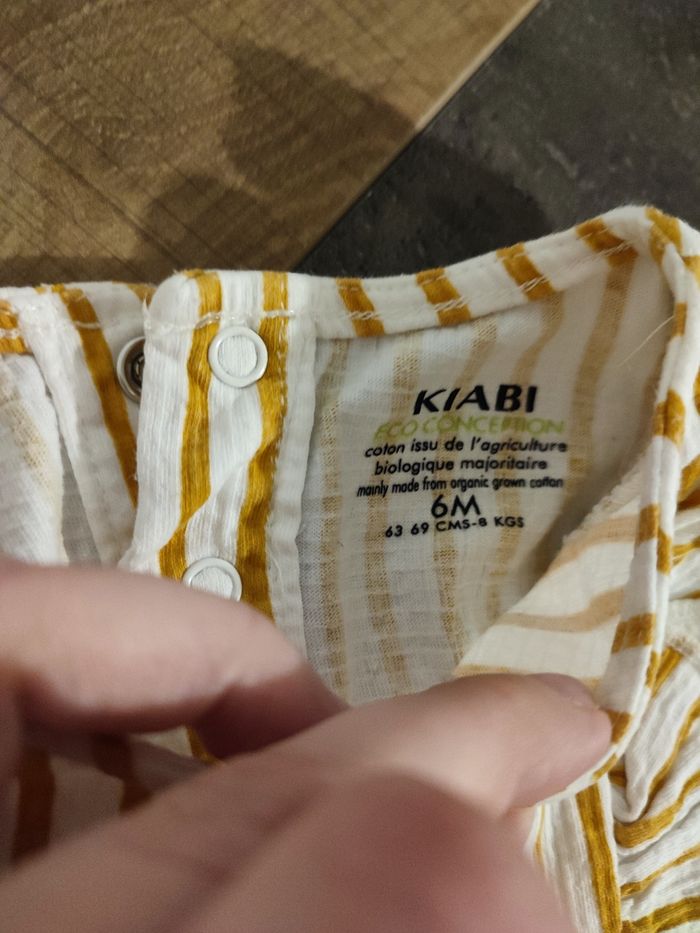 KIABI
ECO CONCEPTION
coton issu de l'agriculture
biologique majoritaire
mainly made from organic grown cotton
6M
63 69 CMS-8 KGS